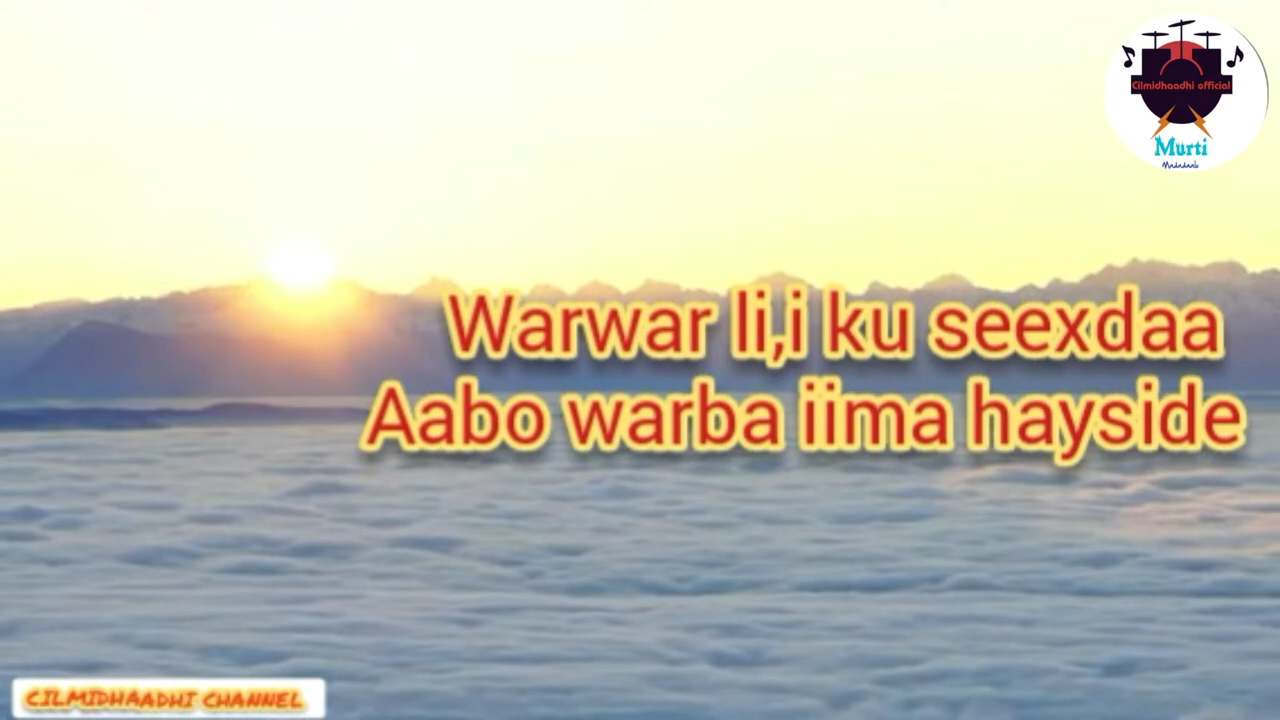 Cilmidhaadhi official
Murti
Warwar li,i ku seexdaa
Aabo warba iima hayside
CILMIDHAADHI CHANNEL